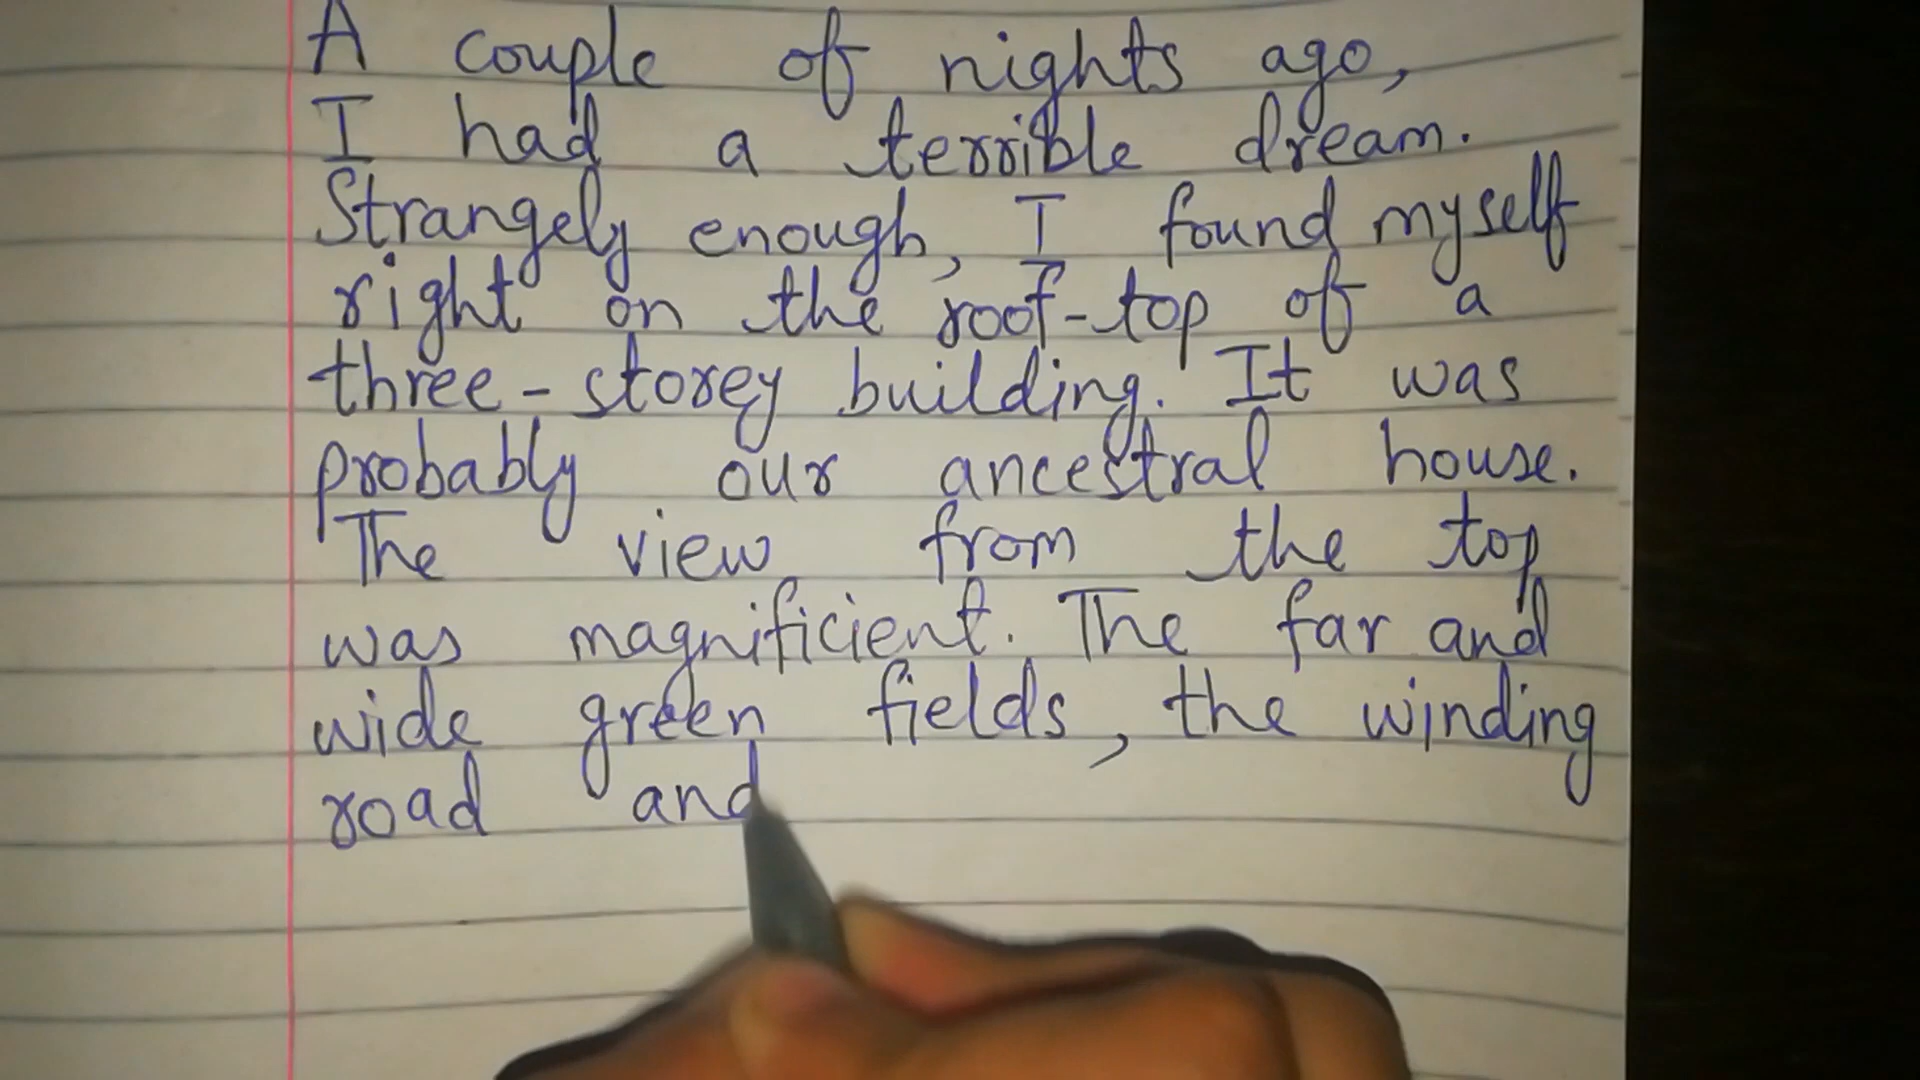 A couple of nights ago,
I had a terrible dream.
Strangely enough, I found myself
right on the roof-top of a
three-storey building. It was
probably our ancestral house.
The view from the top
was magnificient. The far and
wide green fields, the winding
road and